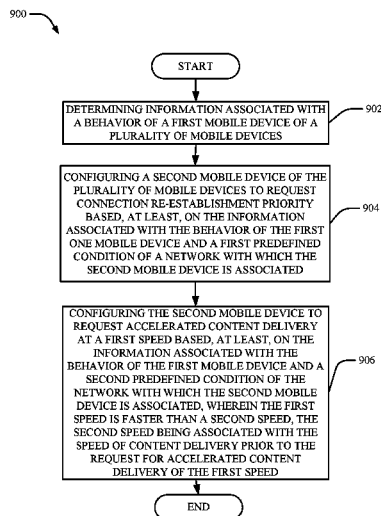 900
START
DETERMINING INFORMATION ASSOCIATED WITH
A BEHAVIOR OF A FIRST MOBILE DEVICE OF A
PLURALITY OF MOBILE DEVICES
902
CONFIGURING A SECOND MOBILE DEVICE OF THE
PLURALITY OF MOBILE DEVICES TO REQUEST
CONNECTION RE-ESTABLISHMENT PRIORITY
BASED, AT LEAST, ON THE INFORMATION
ASSOCIATED WITH THE BEHAVIOR OF THE FIRST
ONE MOBILE DEVICE AND A FIRST PREDEFINED
CONDITION OF A NETWORK WITH WHICH THE
SECOND MOBILE DEVICE IS ASSOCIATED
904
CONFIGURING THE SECOND MOBILE DEVICE TO
REQUEST ACCELERATED CONTENT DELIVERY
AT A FIRST SPEED BASED, AT LEAST, ON THE
INFORMATION ASSOCIATED WITH THE
BEHAVIOR OF THE FIRST MOBILE DEVICE AND A
SECOND PREDEFINED CONDITION OF THE
NETWORK WITH WHICH THE SECOND MOBILE
DEVICE IS ASSOCIATED, WHEREIN THE FIRST
SPEED IS FASTER THAN A SECOND SPEED, THE
SECOND SPEED BEING ASSOCIATED WITH THE
SPEED OF CONTENT DELIVERY PRIOR TO THE
REQUEST FOR ACCELERATED CONTENT
DELIVERY OF THE FIRST SPEED
906
END